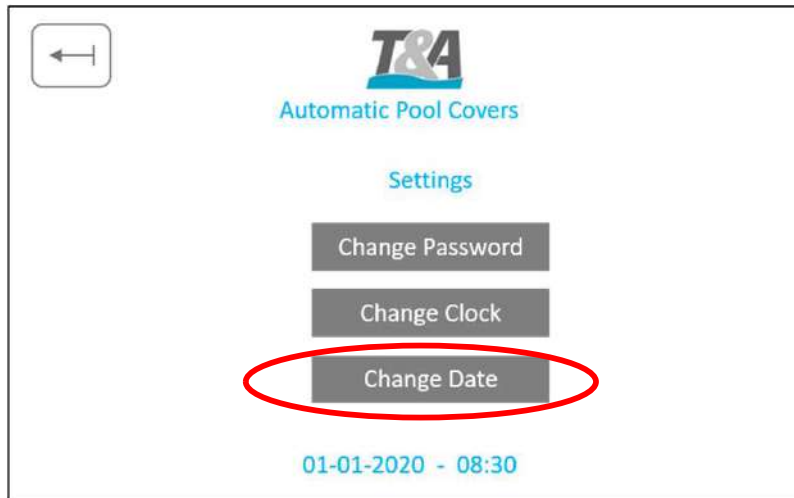 T&A
Automatic Pool Covers
Settings
Change Password
Change Clock
Change Date
01-01-2020 - 08:30